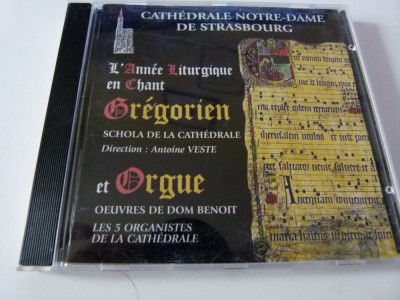 CATHÉDRALE NOTRE-DAME
DE STRASBOURG
L'Année Liturgique
en Chant
Grégorien
SCHOLA DE LA CATHÉDRALE
Direction : Antoine VESTE
et Orgue
OEUVRES DE DOM BENOIT
LES 5 ORGANISTES
DE LA CATHÉDRALE